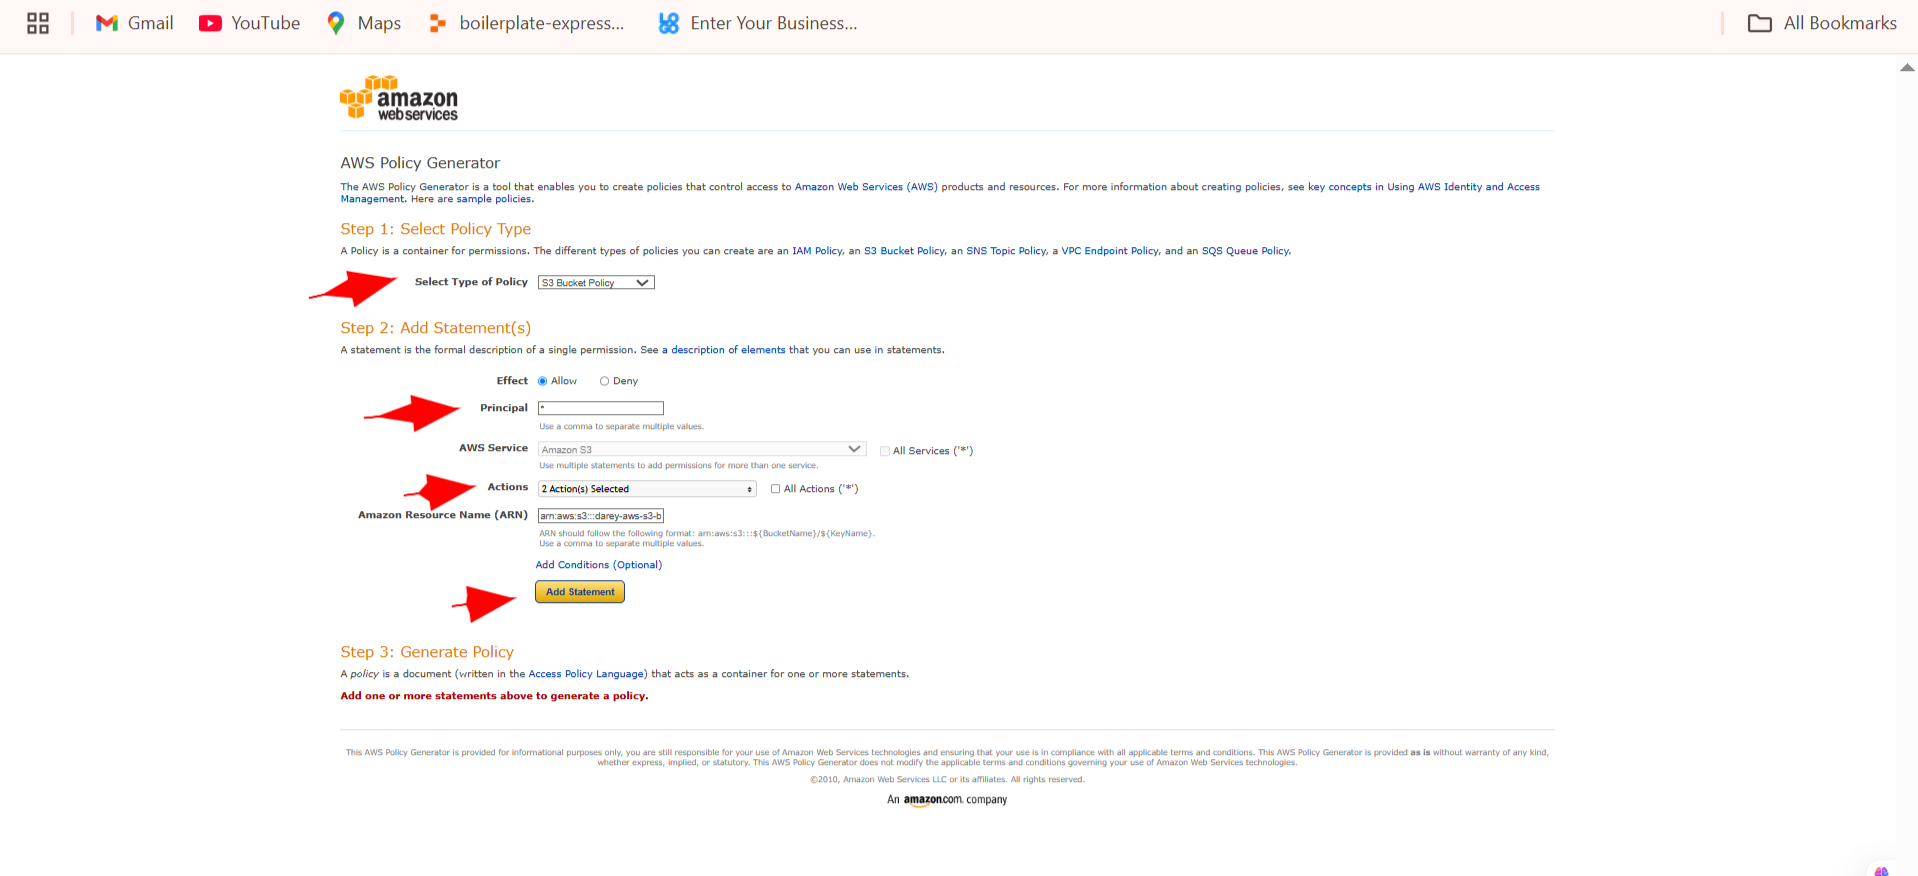 Gmail
YouTube
Maps
boilerplate-express...
Enter Your Business...
All Bookmarks
amazon
webservices
AWS Policy Generator
The AWS Policy Generator is a tool that enables you to create policies that control access to Amazon Web Services (AWS) products and resources. For more information about creating policies, see key concepts in Using AWS Identity and Access
Management. Here are sample policies.
Step 1: Select Policy Type
A Policy is a container for permissions. The different types of policies you can create are an IAM Policy, an S3 Bucket Policy, an SNS Topic Policy, a VPC Endpoint Policy, and an SQS Queue Policy.
Select Type of Policy S3 Bucket Policy
Step 2: Add Statement(s)
A statement is the formal description of a single permission. See a description of elements that you can use in statements.
Effect Allow Deny
Principal *
Use a comma to separate multiple values.
AWS Service Amazon S3 All Services ('*')
Use multiple statements to add permissions for more than one service.
Actions 2 Action(s) Selected All Actions ('*')
Amazon Resource Name (ARN) arn:aws:s3:::darey-aws-s3-b
ARN should follow the following format: arn:aws:s3:::${BucketName}/${KeyName}.
Use a comma to separate multiple values.
Add Conditions (Optional)
Add Statement
Step 3: Generate Policy
A policy is a document (written in the Access Policy Language) that acts as a container for one or more statements.
Add one or more statements above to generate a policy.
This AWS Policy Generator is provided for informational purposes only, you are still responsible for your use of Amazon Web Services technologies and ensuring that your use is in compliance with all applicable terms and conditions. This AWS Policy Generator is provided as is without warranty of any kind,
whether express, implied, or statutory. This AWS Policy Generator does not modify the applicable terms and conditions governing your use of Amazon Web Services technologies.
©2010, Amazon Web Services LLC or its affiliates. All rights reserved.
An amazon.com. company